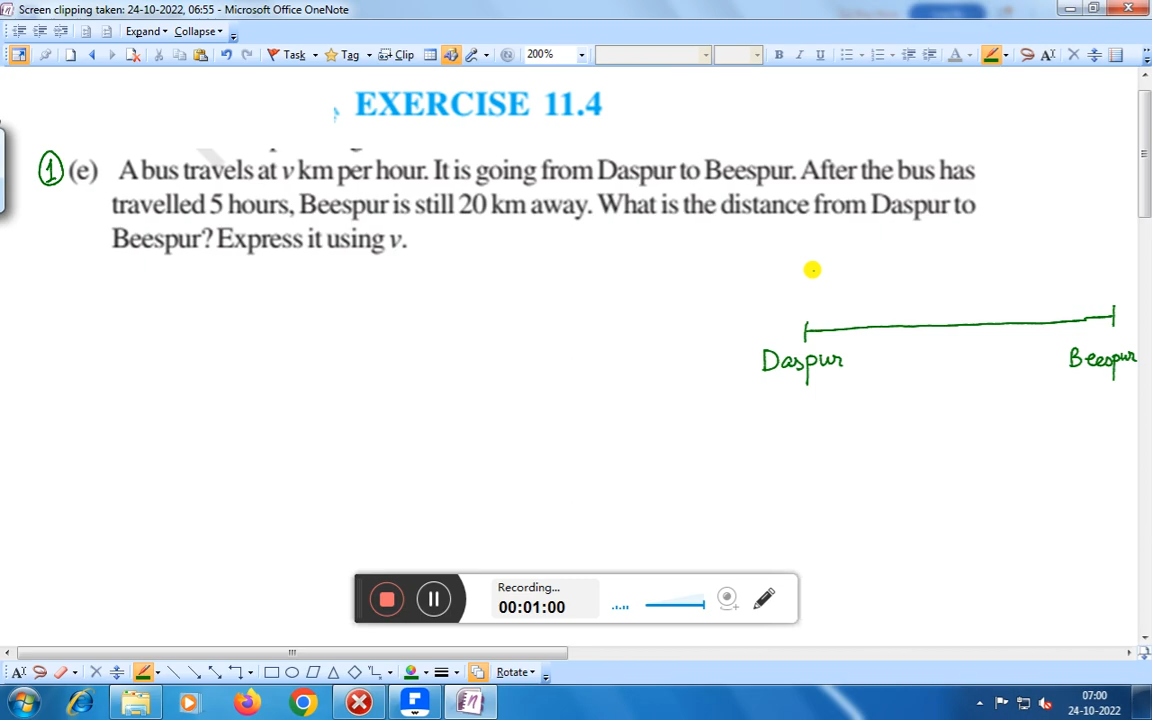 Screen clipping taken: 24-10-2022, 06:55 - Microsoft Office OneNote
Expand Collapse
Task Tag Clip 200% B I U A
EXERCISE 11.4
1 (e) A bus travels at v km per hour. It is going from Daspur to Beespur. After the bus has
travelled 5 hours, Beespur is still 20 km away. What is the distance from Daspur to
Beespur? Express it using v.
Daspur Beespur
Recording...
00:01:00
Rotate
07:00
24-10-2022